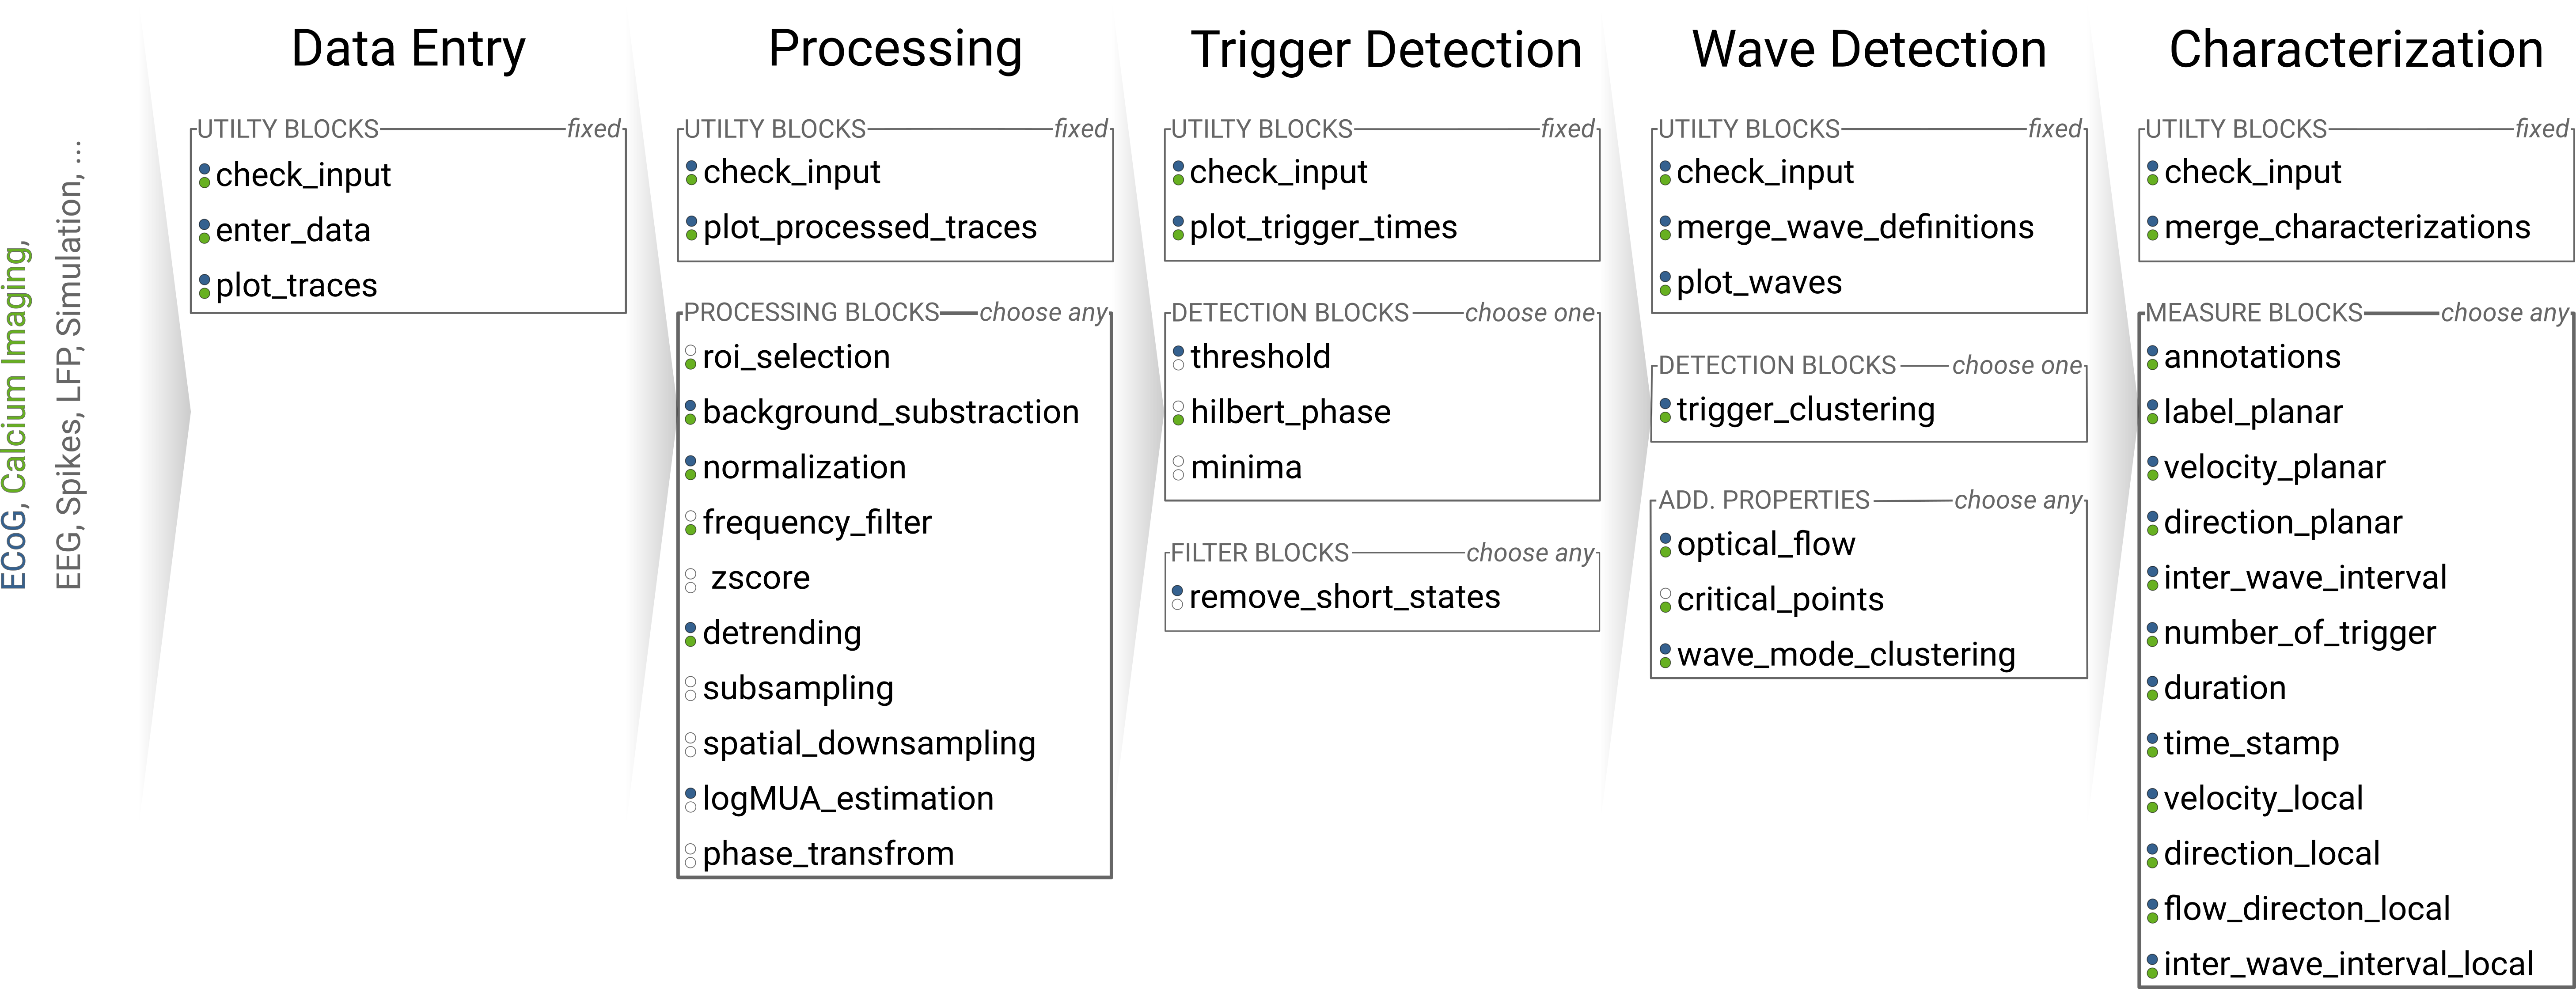 ECoG, Calcium Imaging,
EEG, Spikes, LFP, Simulation, ...
Data Entry
UTILTY BLOCKS fixed
check_input
enter_data
plot_traces
Processing
UTILTY BLOCKS fixed
check_input
plot_processed_traces
PROCESSING BLOCKS choose any
roi_selection
background_substraction
normalization
frequency_filter
zscore
detrending
subsampling
spatial_downsampling
logMUA_estimation
phase_transfrom
Trigger Detection
UTILTY BLOCKS fixed
check_input
plot_trigger_times
DETECTION BLOCKS choose one
threshold
hilbert_phase
minima
FILTER BLOCKS choose any
remove_short_states
Wave Detection
UTILTY BLOCKS fixed
check_input
merge_wave_definitions
plot_waves
DETECTION BLOCKS choose one
trigger_clustering
ADD. PROPERTIES choose any
optical_flow
critical_points
wave_mode_clustering
Characterization
UTILTY BLOCKS fixed
check_input
merge_characterizations
MEASURE BLOCKS choose any
annotations
label_planar
velocity_planar
direction_planar
inter_wave_interval
number_of_trigger
duration
time_stamp
velocity_local
direction_local
flow_directon_local
inter_wave_interval_local